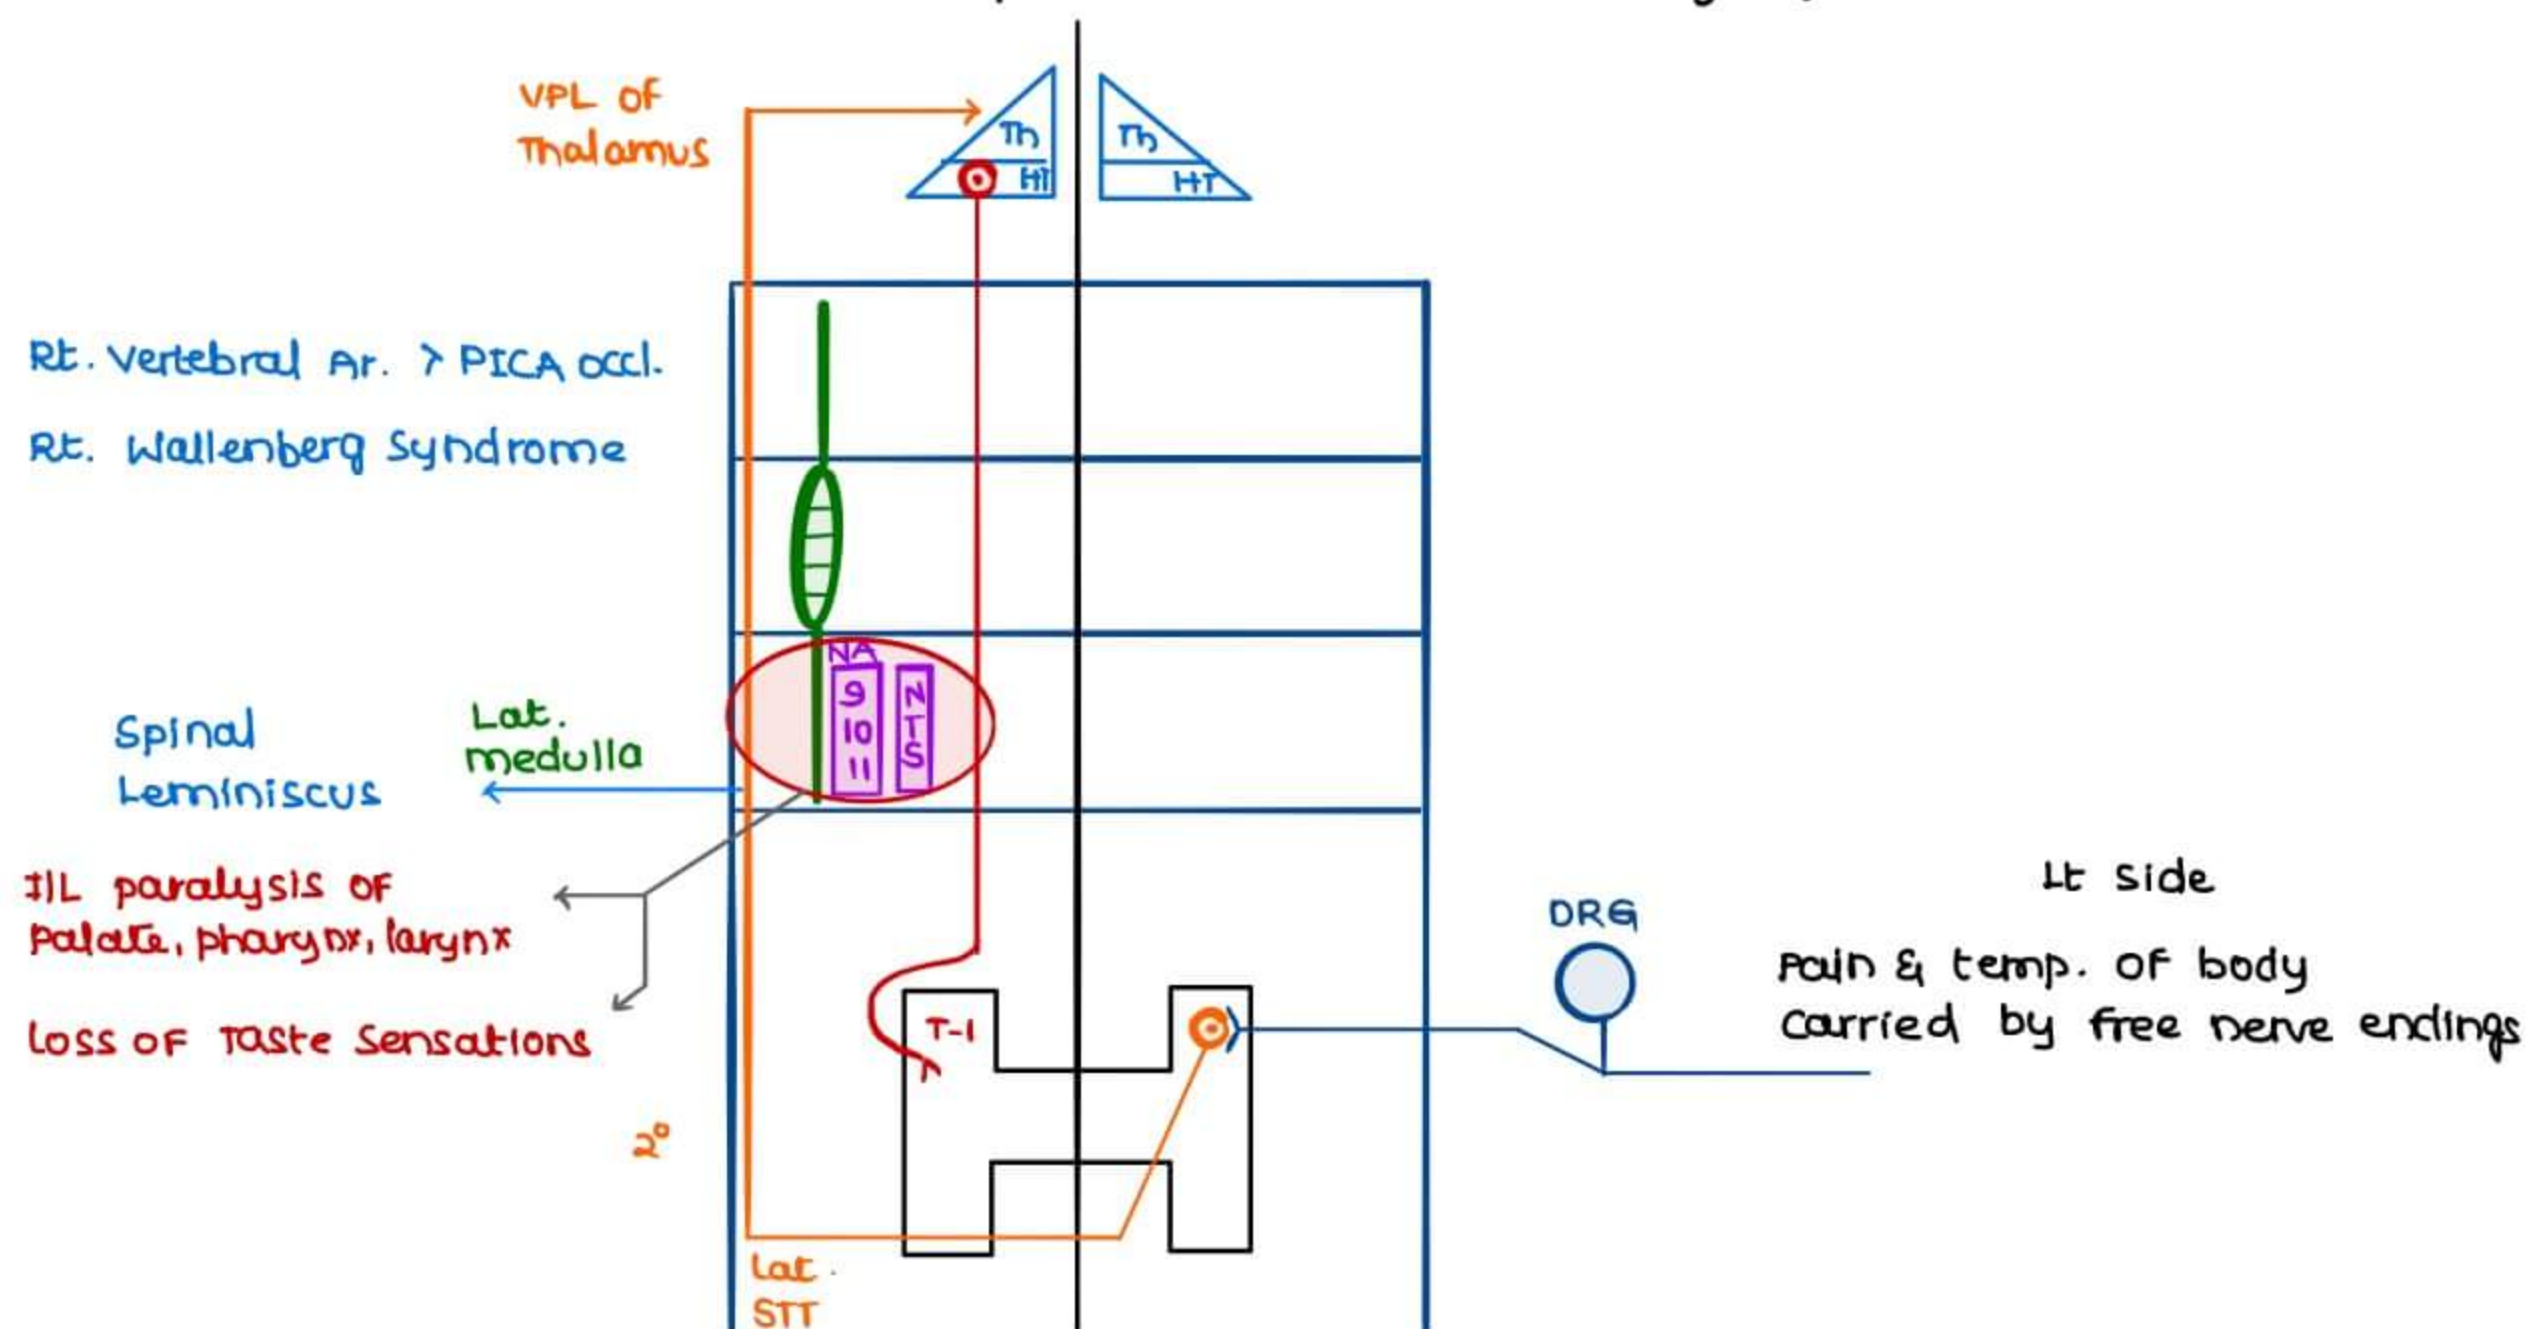 VPL OF
Thalamus
Th
HT
Th
HT
Rt. Vertebral Ar. > PICA occl.
Rt. Wallenberg Syndrome
NA
9
10
11
N
T
S
Spinal
Leminiscus
Lat.
medulla
I/L paralysis of
Palate, pharynx, larynx
Loss of Taste Sensations
Lt side
DRG
Pain & temp. of body
carried by free nerve endings
T-1
2°
Lat.
STT